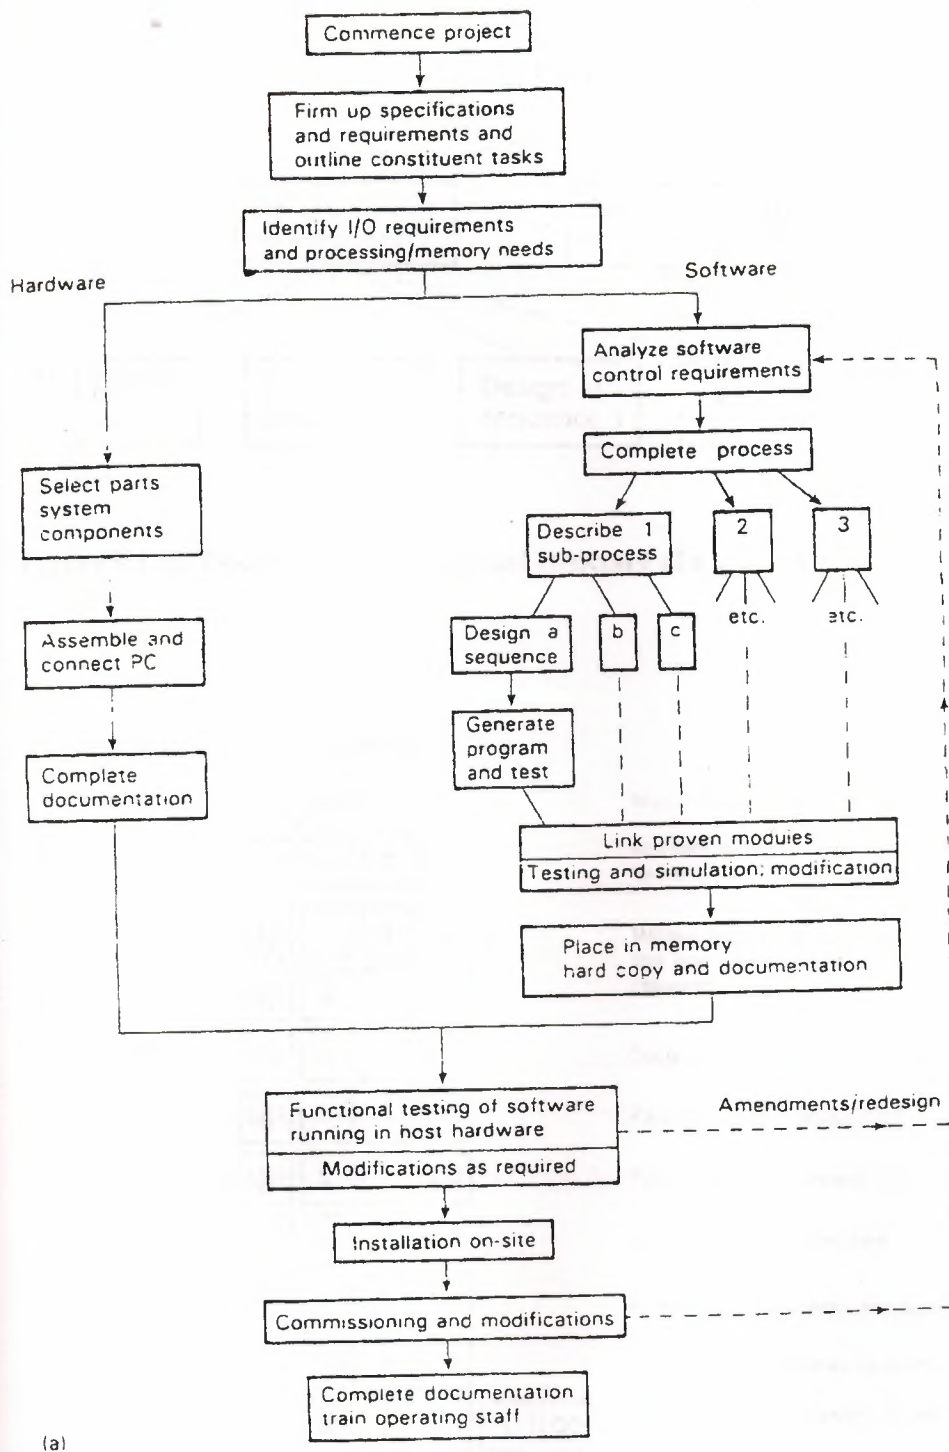 Commence project
Firm up specifications
and requirements and
outline constituent tasks
Identify I/O requirements
and processing/memory needs
Hardware
Software
Analyze software
control requirements
Complete process
Select parts
system
components
Describe 1
sub-process
2
3
etc.
etc.
Design a
sequence
b
c
Assemble and
connect PC
Generate
program
and test
Complete
documentation
Link proven modules
Testing and simulation; modification
Place in memory
hard copy and documentation
Functional testing of software
running in host hardware
Modifications as required
Amendments/redesign
Installation on-site
Commissioning and modifications
Complete documentation
train operating staff
(a)